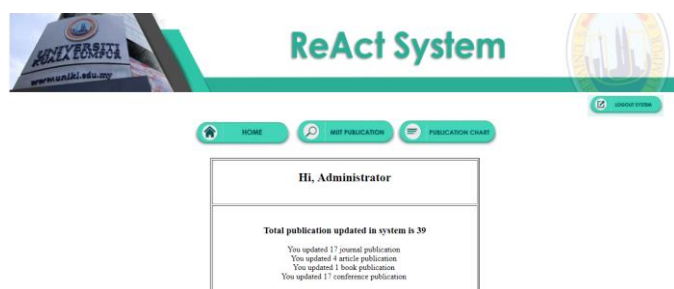 UNIVERSITI
KUALA LUMPUR
www.unikl.edu.my
ReAct System
LOGOUT SYSTEM
HOME
MIIT PUBLICATION
PUBLICATION CHART
Hi, Administrator
Total publication updated in system is 39
You updated 17 journal publication
You updated 4 article publication
You updated 1 book publication
You updated 17 conference publication